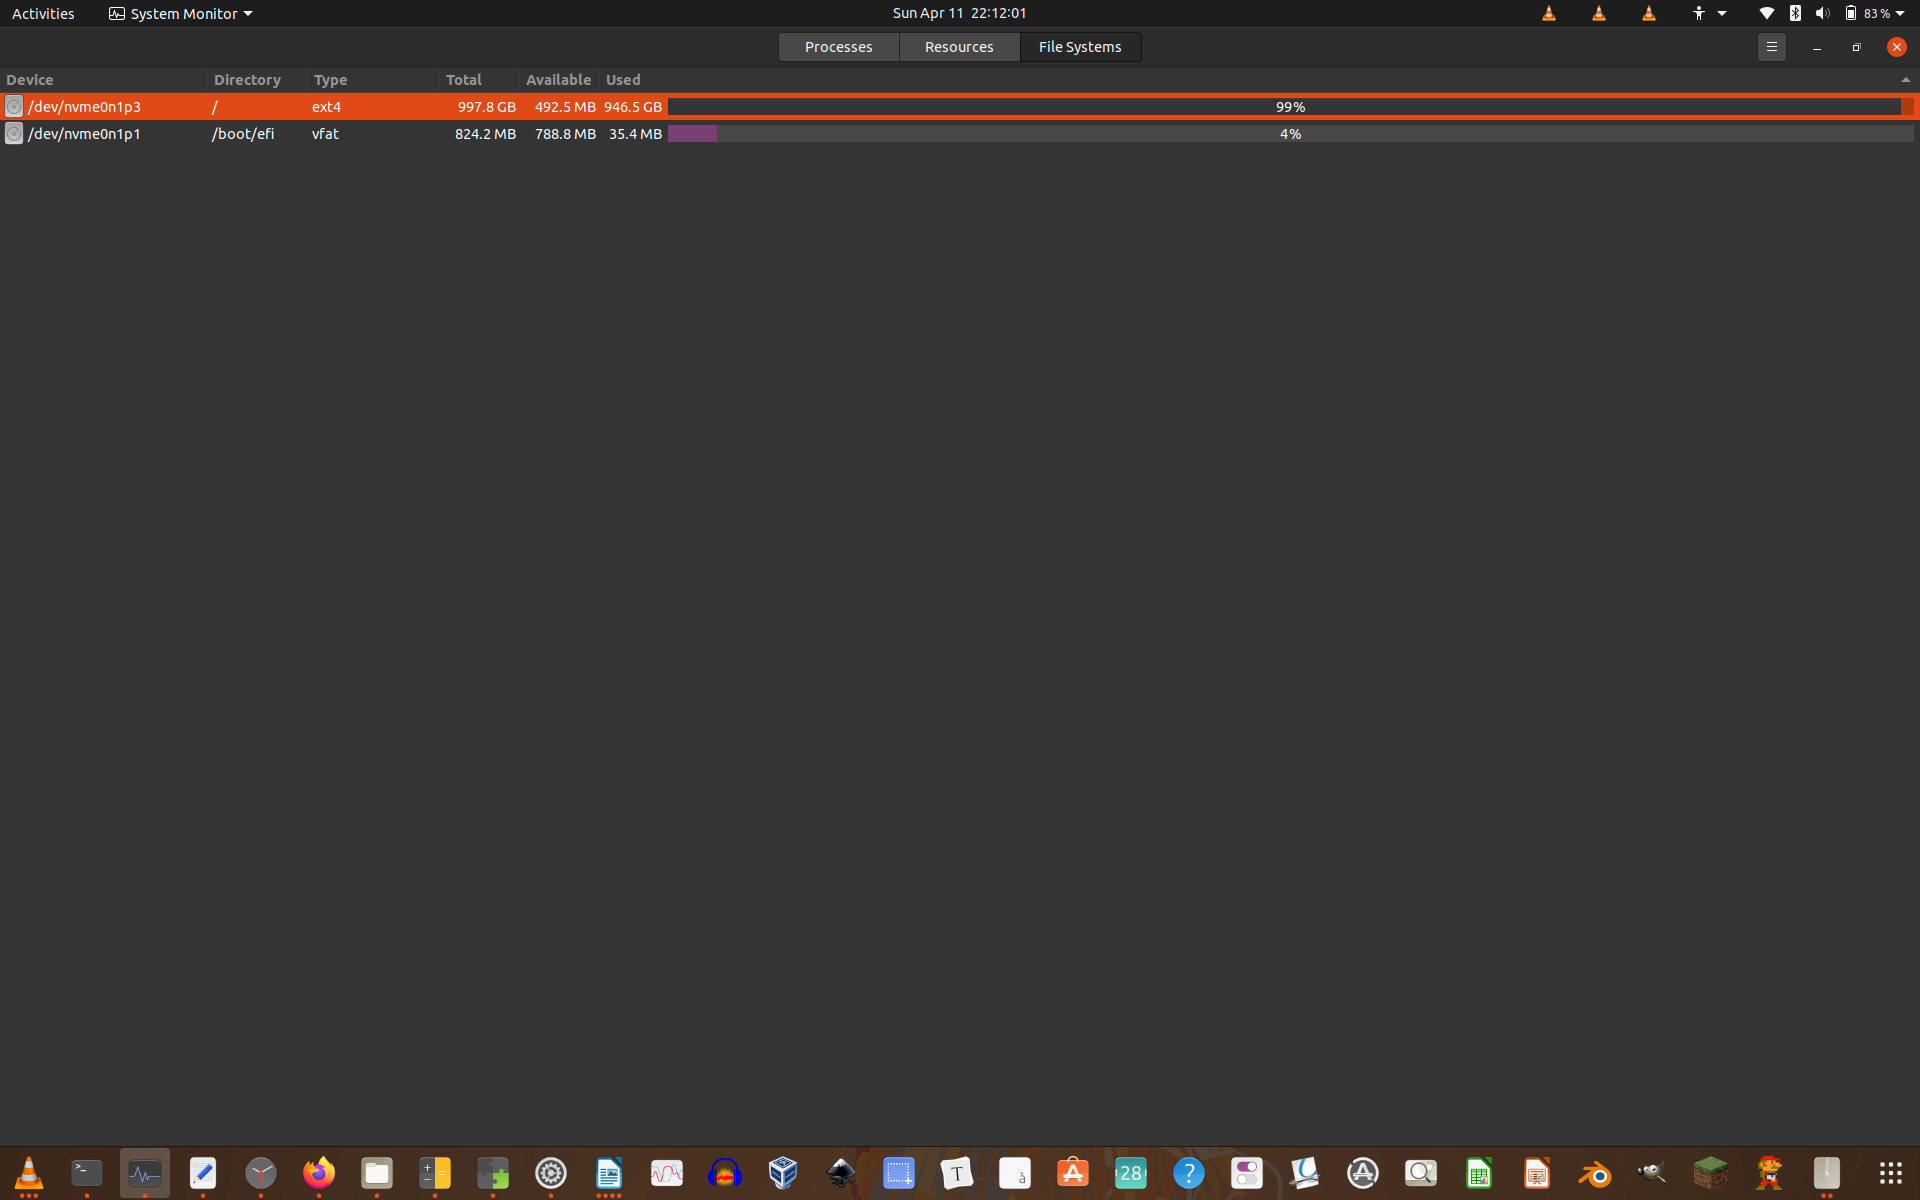 Activities System Monitor Sun Apr 11 22:12:01 83%
Processes Resources File Systems
Device Directory Type Total Available Used
/dev/nvme0n1p3 / ext4 997.8 GB 492.5 MB 946.5 GB 99%
/dev/nvme0n1p1 /boot/efi vfat 824.2 MB 788.8 MB 35.4 MB 4%
>_ + − = T à A 28 ? A